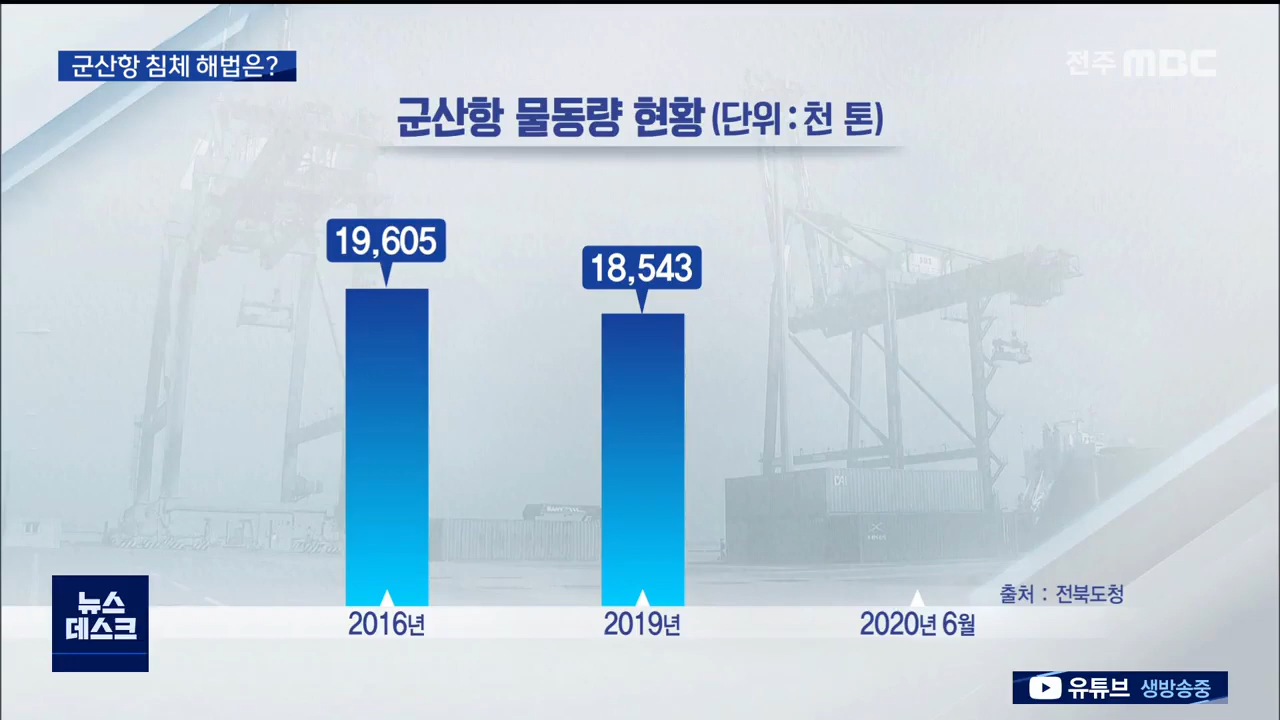 군산항 침체 해법은?
전주 MBC
군산항 물동량 현황 (단위 : 천 톤)
19,605
18,543
2016년
2019년
2020년 6월
출처 : 전북도청
뉴스
데스크
유튜브 생방송중